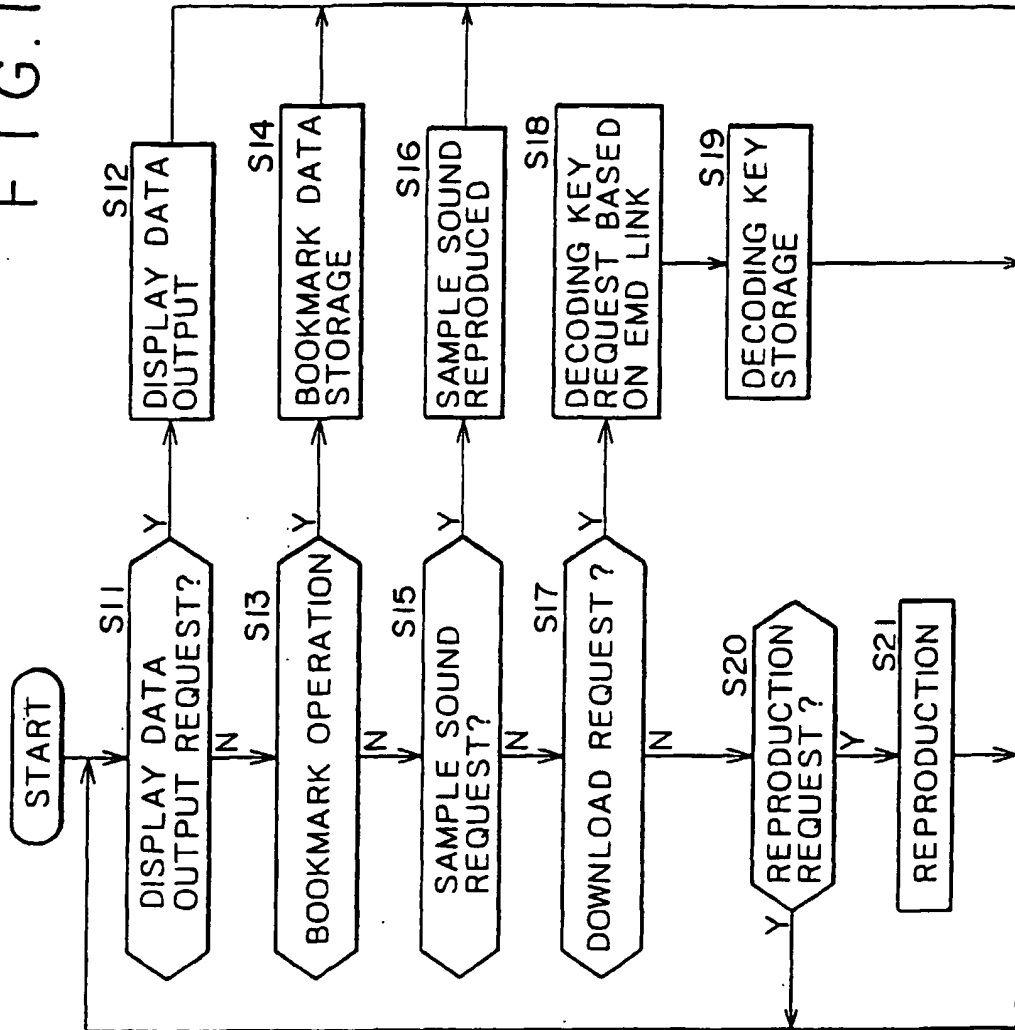 FIG.1
START
S11
DISPLAY DATA
OUTPUT REQUEST?
Y
S12
DISPLAY DATA
OUTPUT
N
S13
BOOKMARK OPERATION
Y
S14
BOOKMARK DATA
STORAGE
N
S15
SAMPLE SOUND
REQUEST?
Y
S16
SAMPLE SOUND
REPRODUCED
N
S17
DOWNLOAD REQUEST?
Y
S18
DECODING KEY
REQUEST BASED
ON EMD LINK
S19
DECODING KEY
STORAGE
N
S20
REPRODUCTION
REQUEST?
Y
Y
S21
REPRODUCTION